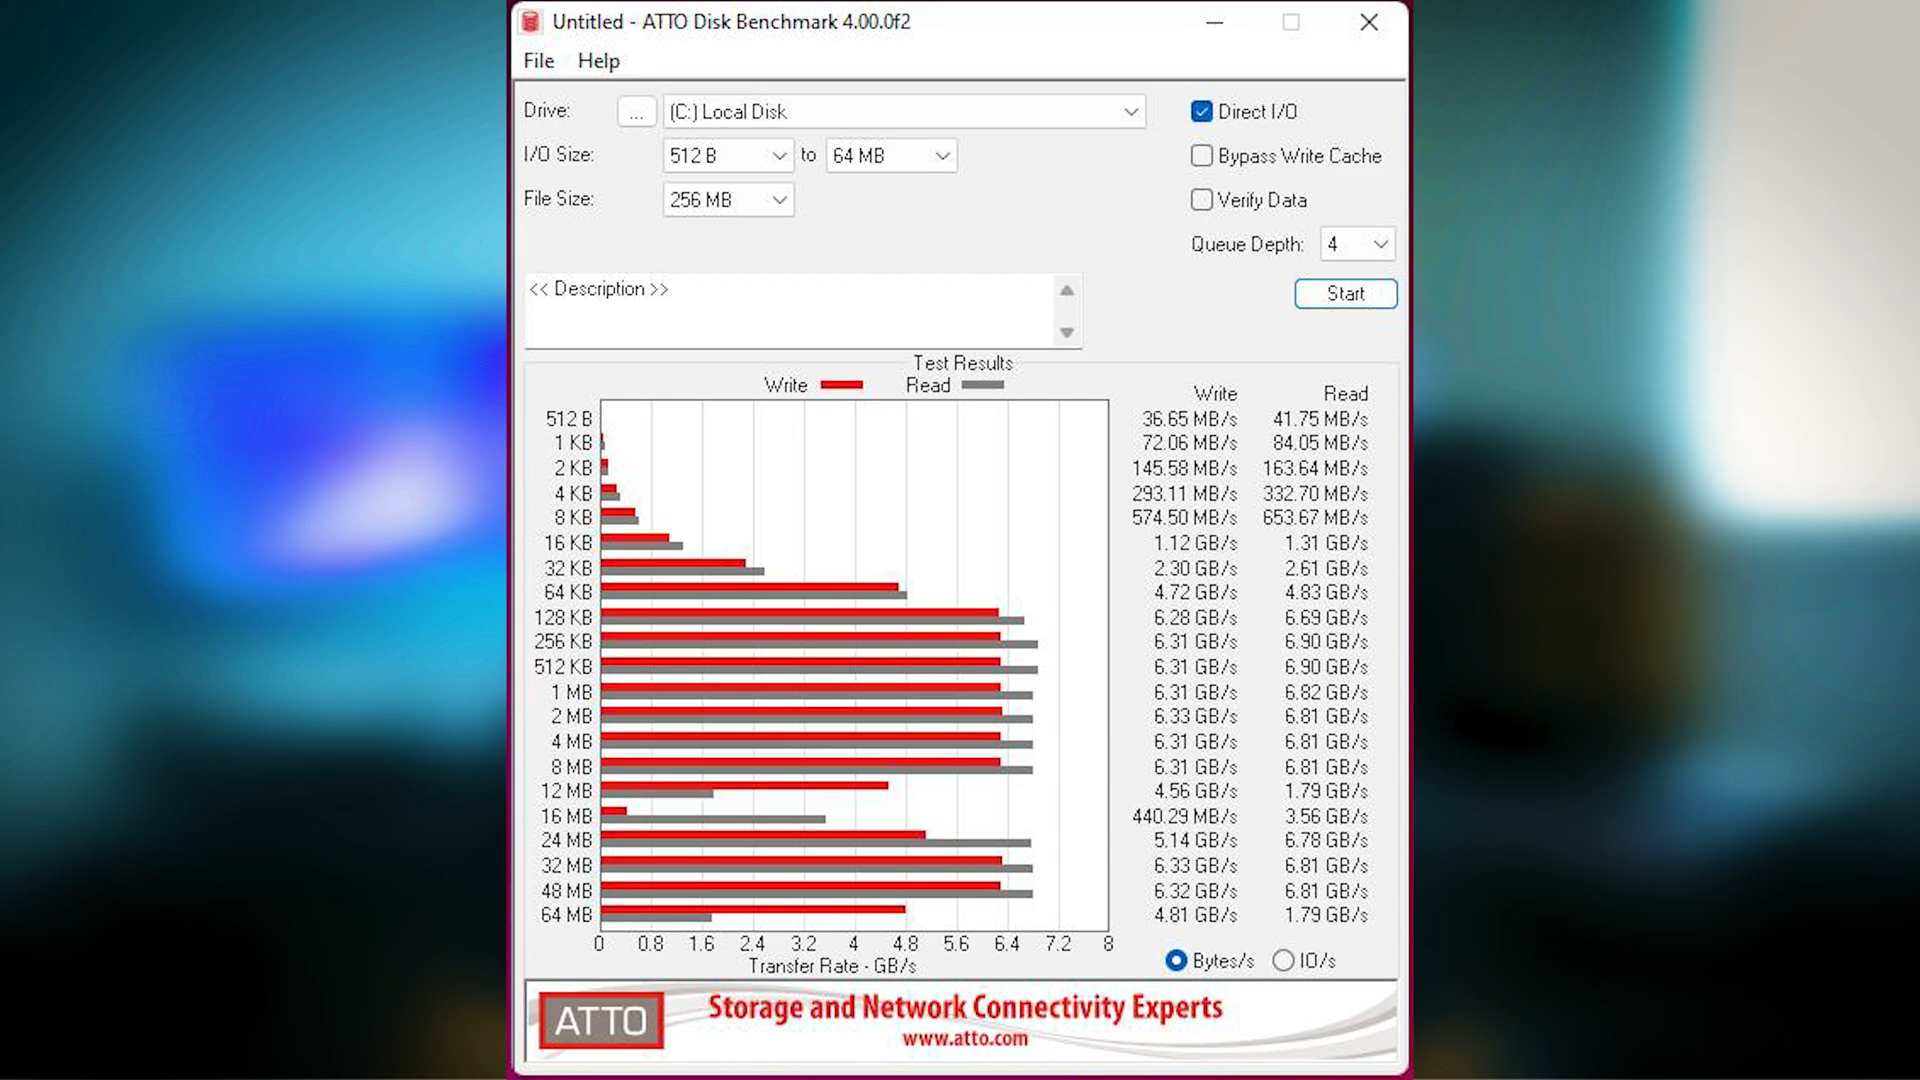 Untitled - ATTO Disk Benchmark 4.00.0f2
File Help
Drive: ... (C:) Local Disk
Direct I/O
I/O Size: 512 B to 64 MB
Bypass Write Cache
File Size: 256 MB
Verify Data
Queue Depth: 4
<< Description >>
Start
Test Results
Write Read
Write Read
512 B 36.65 MB/s 41.75 MB/s
1 KB 72.06 MB/s 84.05 MB/s
2 KB 145.58 MB/s 163.64 MB/s
4 KB 293.11 MB/s 332.70 MB/s
8 KB 574.50 MB/s 653.67 MB/s
16 KB 1.12 GB/s 1.31 GB/s
32 KB 2.30 GB/s 2.61 GB/s
64 KB 4.72 GB/s 4.83 GB/s
128 KB 6.28 GB/s 6.69 GB/s
256 KB 6.31 GB/s 6.90 GB/s
512 KB 6.31 GB/s 6.90 GB/s
1 MB 6.31 GB/s 6.82 GB/s
2 MB 6.33 GB/s 6.81 GB/s
4 MB 6.31 GB/s 6.81 GB/s
8 MB 6.31 GB/s 6.81 GB/s
12 MB 4.56 GB/s 1.79 GB/s
16 MB 440.29 MB/s 3.56 GB/s
24 MB 5.14 GB/s 6.78 GB/s
32 MB 6.33 GB/s 6.81 GB/s
48 MB 6.32 GB/s 6.81 GB/s
64 MB 4.81 GB/s 1.79 GB/s
0 0.8 1.6 2.4 3.2 4 4.8 5.6 6.4 7.2 8
Transfer Rate - GB/s
Bytes/s IO/s
ATTO
Storage and Network Connectivity Experts
www.atto.com